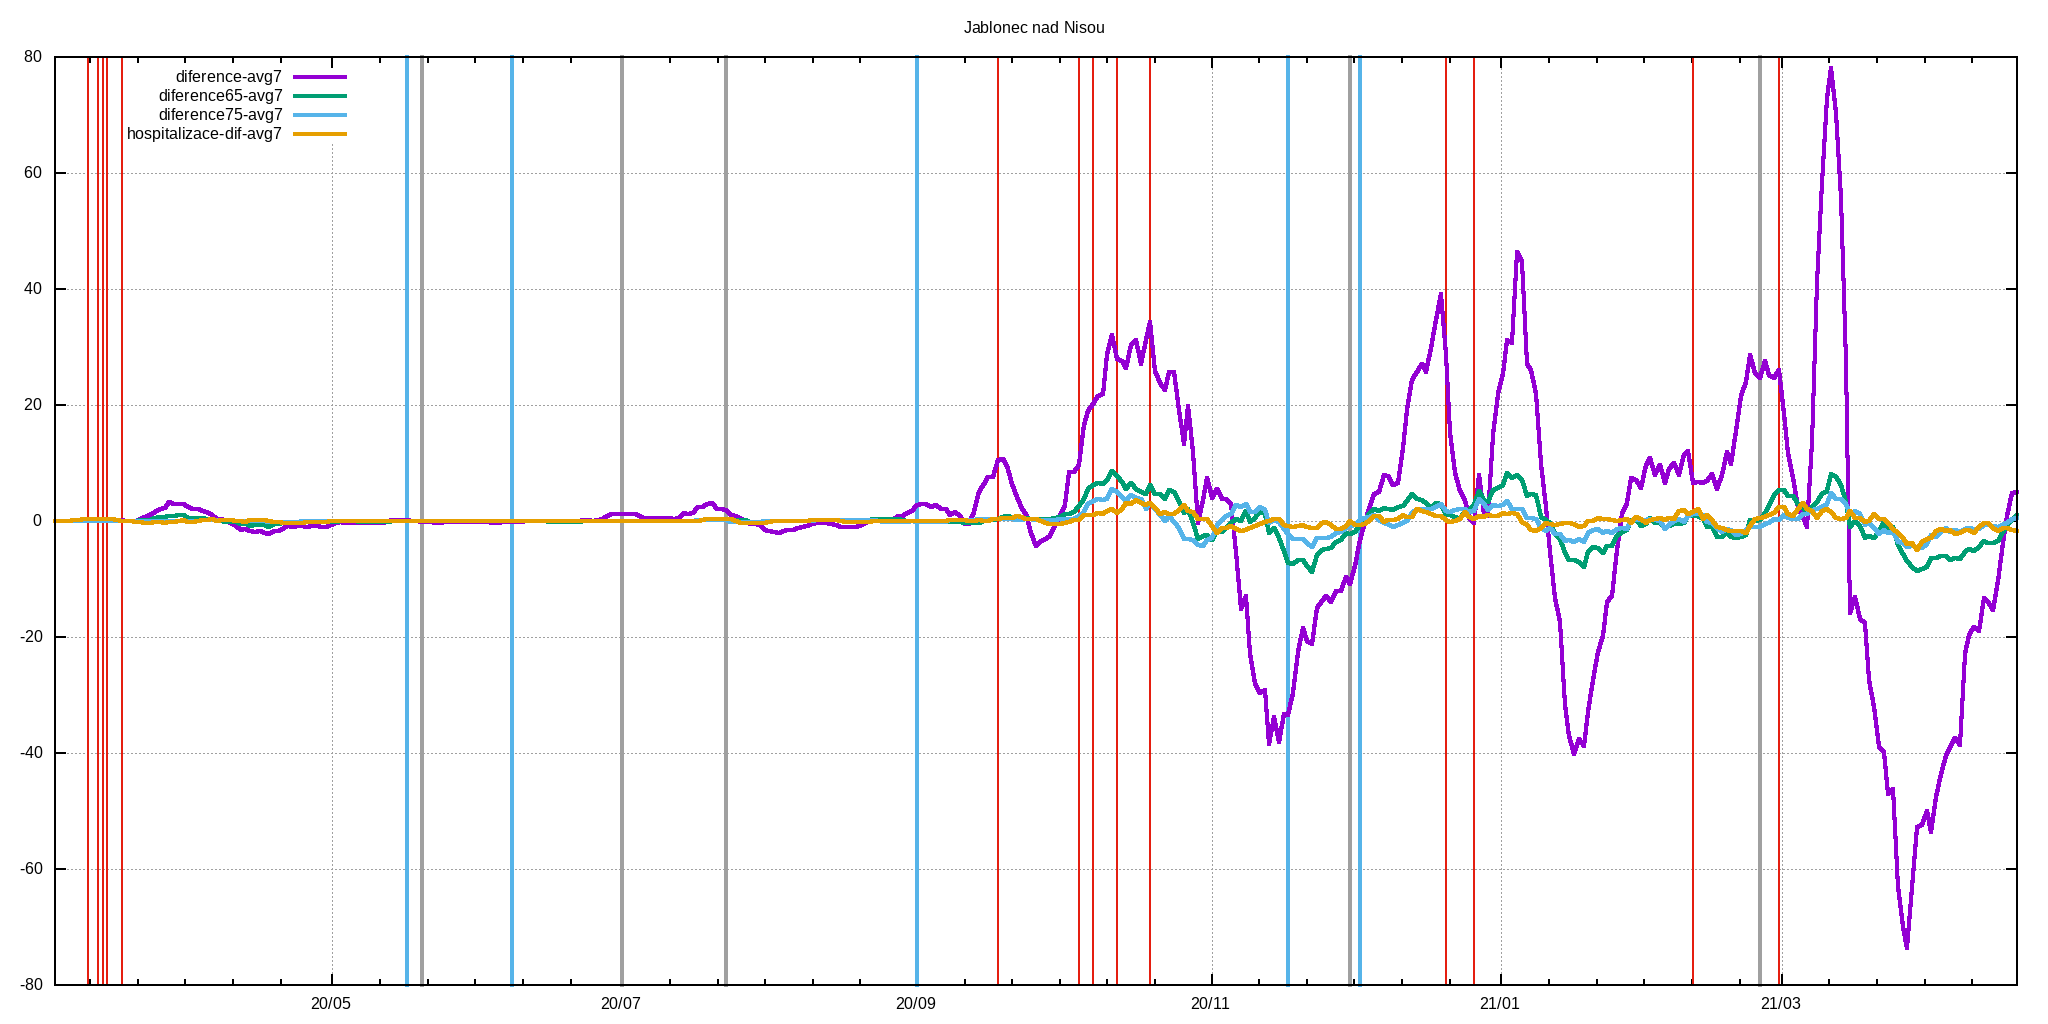 Jablonec nad Nisou
diference-avg7
diference65-avg7
diference75-avg7
hospitalizace-dif-avg7
80
60
40
20
0
-20
-40
-60
-80
20/05 20/07 20/09 20/11 21/01 21/03